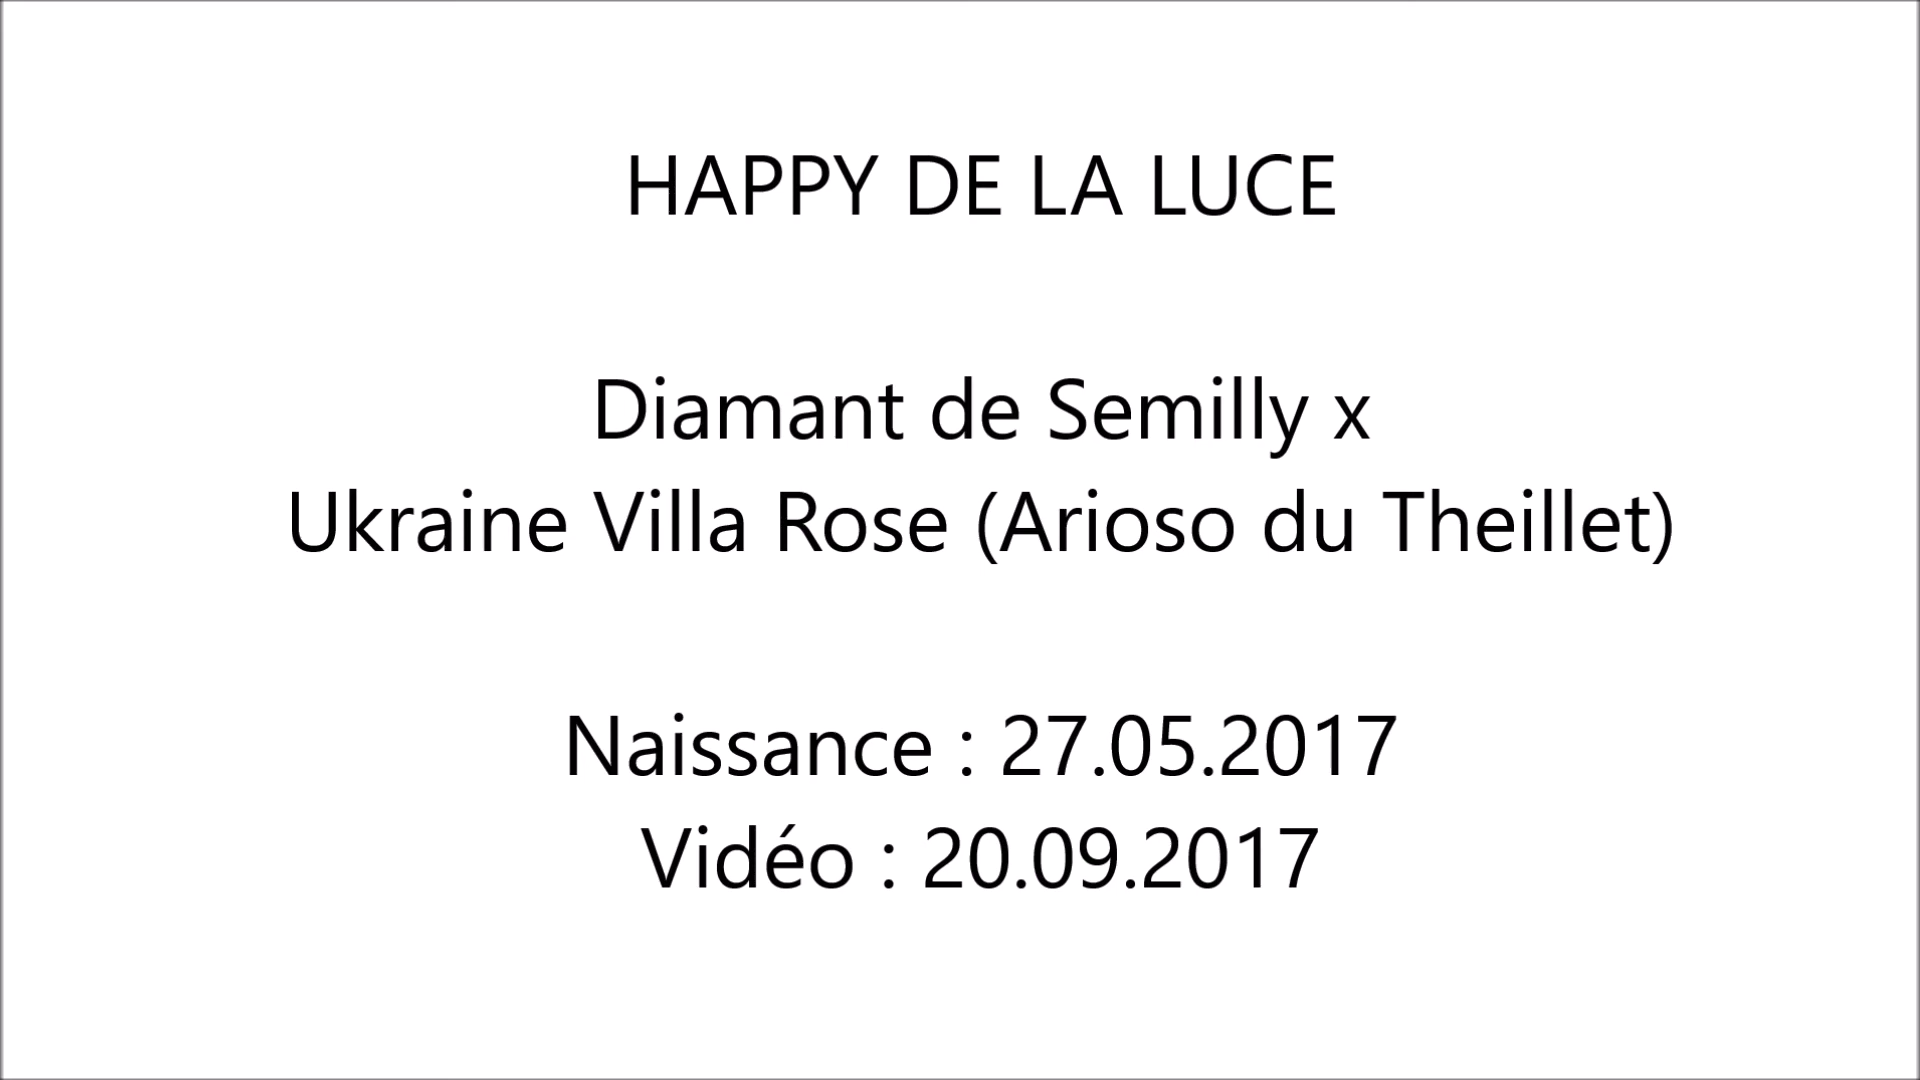 HAPPY DE LA LUCE
Diamant de Semilly x
Ukraine Villa Rose (Arioso du Theillet)
Naissance : 27.05.2017
Vidéo : 20.09.2017